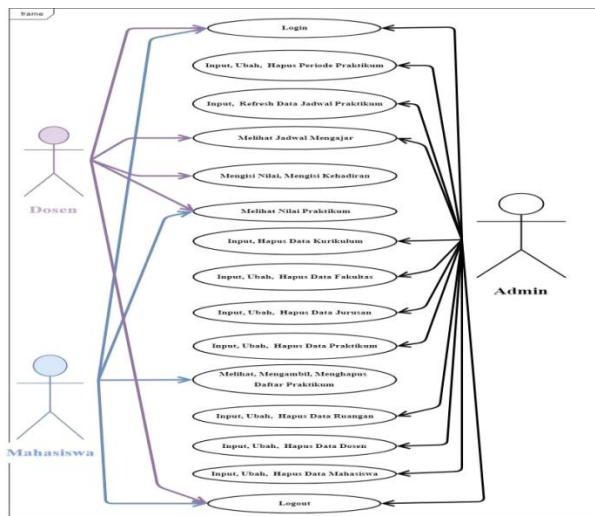 frame
Login
Input, Ubah, Hapus Periode Praktikum
Input, Refresh Data Jadwal Praktikum
Melihat Jadwal Mengajar
Mengisi Nilai, Mengisi Kehadiran
Melihat Nilai Praktikum
Input, Hapus Data Kurikulum
Input, Ubah, Hapus Data Fakultas
Input, Ubah, Hapus Data Jurusan
Input, Ubah, Hapus Data Praktikum
Melihat, Mengambil, Menghapus
Daftar Praktikum
Input, Ubah, Hapus Data Ruangan
Input, Ubah, Hapus Data Dosen
Input, Ubah, Hapus Data Mahasiswa
Logout
Dosen
Mahasiswa
Admin